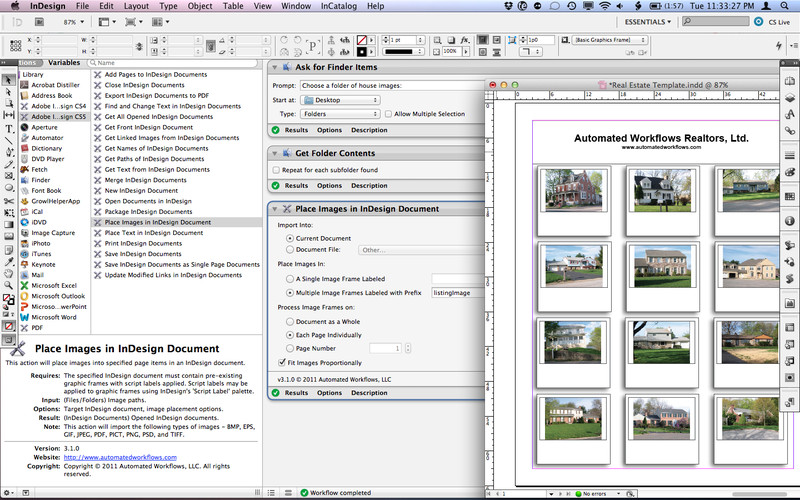 InDesign File Edit Layout Type Object Table View Window InCatalog Help
(1:57) Tue 11:33:27 PM
87% ESSENTIALS CS Live
1 pt
100%
1p0
[Basic Graphics Frame]
Actions Variables Name
Library
Acrobat Distiller
Address Book
Adobe I...sign CS4
Adobe I...sign CS5
Aperture
Automator
Dictionary
DVD Player
Fetch
Finder
Font Book
GrowlHelperApp
iCal
iDVD
Image Capture
iPhoto
iTunes
Keynote
Mail
Microsoft Excel
Microsoft Outlook
Microso...werPoint
Microsoft Word
PDF
Add Pages to InDesign Documents
Close InDesign Documents
Export InDesign Documents to PDF
Find and Change Text in InDesign Documents
Get All Opened InDesign Documents
Get Front InDesign Document
Get Linked Images from InDesign Documents
Get Names of InDesign Documents
Get Paths of InDesign Documents
Get Text from InDesign Documents
Merge InDesign Documents
New InDesign Document
Open Documents in InDesign
Package InDesign Documents
Place Images in InDesign Document
Place Text in InDesign Document
Print InDesign Documents
Save InDesign Documents
Save InDesign Documents as Single Page Documents
Update Modified Links in InDesign Documents
Place Images in InDesign Document
This action will place images into specified page items in an InDesign document.
Requires: The specified InDesign document must contain pre-existing
graphic frames with script labels applied. Script labels may be
applied to graphic frames using InDesign's 'Script Label' palette.
Input: (Files/Folders) Image paths.
Options: Target InDesign document, image placement options.
Result: (InDesign Documents) Opened InDesign documents.
Note: This action will import the following types of images - BMP, EPS,
GIF, JPEG, PDF, PICT, PNG, PSD, and TIFF.
Version: 3.1.0
Website: http://www.automatedworkflows.com
Copyright: Copyright © 2011 Automated Workflows, LLC. All rights
reserved.
Ask for Finder Items
Prompt: Choose a folder of house images:
Start at: Desktop
Type: Folders Allow Multiple Selection
Results Options Description
Get Folder Contents
Repeat for each subfolder found
Results Options Description
Place Images in InDesign Document
Import Into:
Current Document
Document File: Other...
Place Images In:
A Single Image Frame Labeled
Multiple Image Frames Labeled with Prefix listingImage
Process Image Frames on:
Document as a Whole
Each Page Individually
Page Number 1
Fit Images Proportionally
v3.1.0 © 2011 Automated Workflows, LLC
Results Options Description
Workflow completed
*Real Estate Template.indd @ 87%
Automated Workflows Realtors, Ltd.
www.automatedworkflows.com
1 No errors